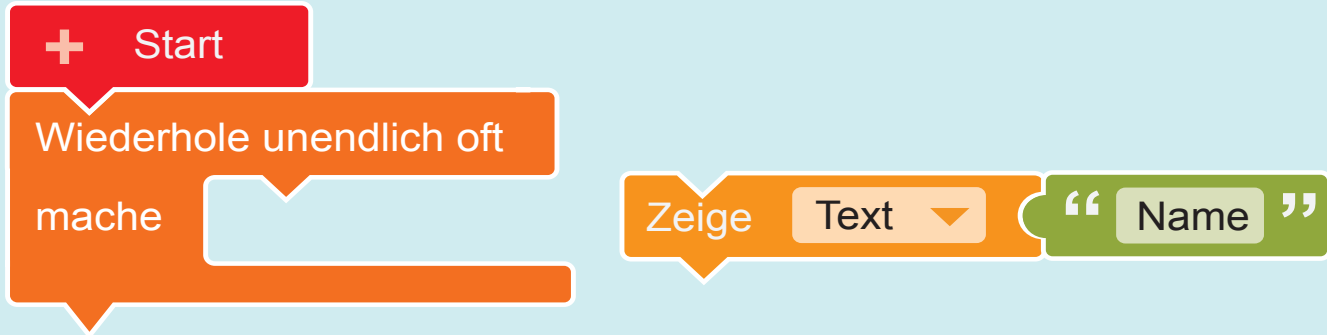 + Start
Wiederhole unendlich oft
mache
Zeige Text “ Name ”